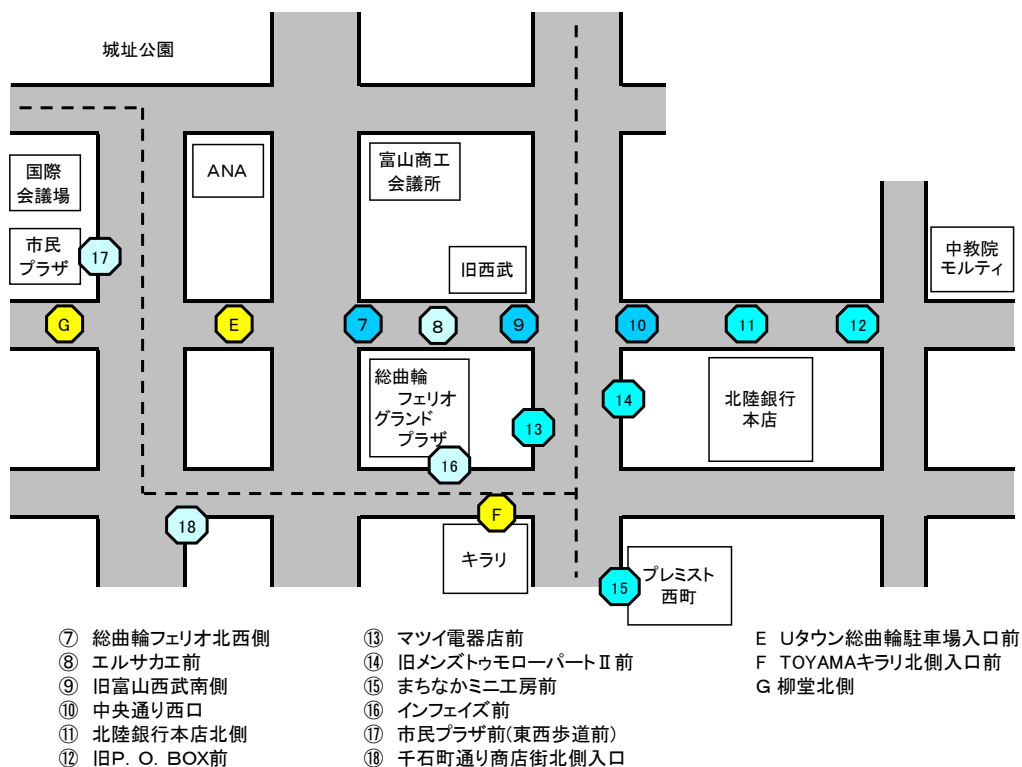 城址公園
国際
会議場
ANA
富山商工
会議所
市民
プラザ
17
旧西武
中教院
モルティ
G
E
7
8
9
10
11
12
総曲輪
フェリオ
グランド
プラザ
13
14
北陸銀行
本店
16
18
F
キラリ
15
プレミスト
西町
⑦ 総曲輪フェリオ北西側
⑧ エルサカエ前
⑨ 旧富山西武南側
⑩ 中央通り西口
⑪ 北陸銀行本店北側
⑫ 旧P.O.BOX前
⑬ マツイ電器店前
⑭ 旧メンズトゥモローパートⅡ前
⑮ まちなかミニ工房前
⑯ インフェイズ前
⑰ 市民プラザ前(東西歩道前)
⑱ 千石町通り商店街北側入口
E Uタウン総曲輪駐車場入口前
F TOYAMAキラリ北側入口前
G 柳堂北側